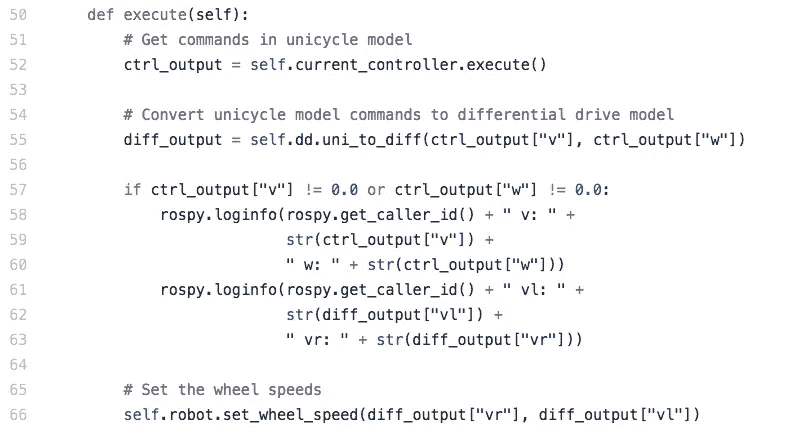 50 def execute(self):
51 # Get commands in unicycle model
52 ctrl_output = self.current_controller.execute()
53
54 # Convert unicycle model commands to differential drive model
55 diff_output = self.dd.uni_to_diff(ctrl_output["v"], ctrl_output["w"])
56
57 if ctrl_output["v"] != 0.0 or ctrl_output["w"] != 0.0:
58 rospy.loginfo(rospy.get_caller_id() + " v: " +
59 str(ctrl_output["v"]) +
60 " w: " + str(ctrl_output["w"]))
61 rospy.loginfo(rospy.get_caller_id() + " vl: " +
62 str(diff_output["vl"]) +
63 " vr: " + str(diff_output["vr"]))
64
65 # Set the wheel speeds
66 self.robot.set_wheel_speed(diff_output["vr"], diff_output["vl"])